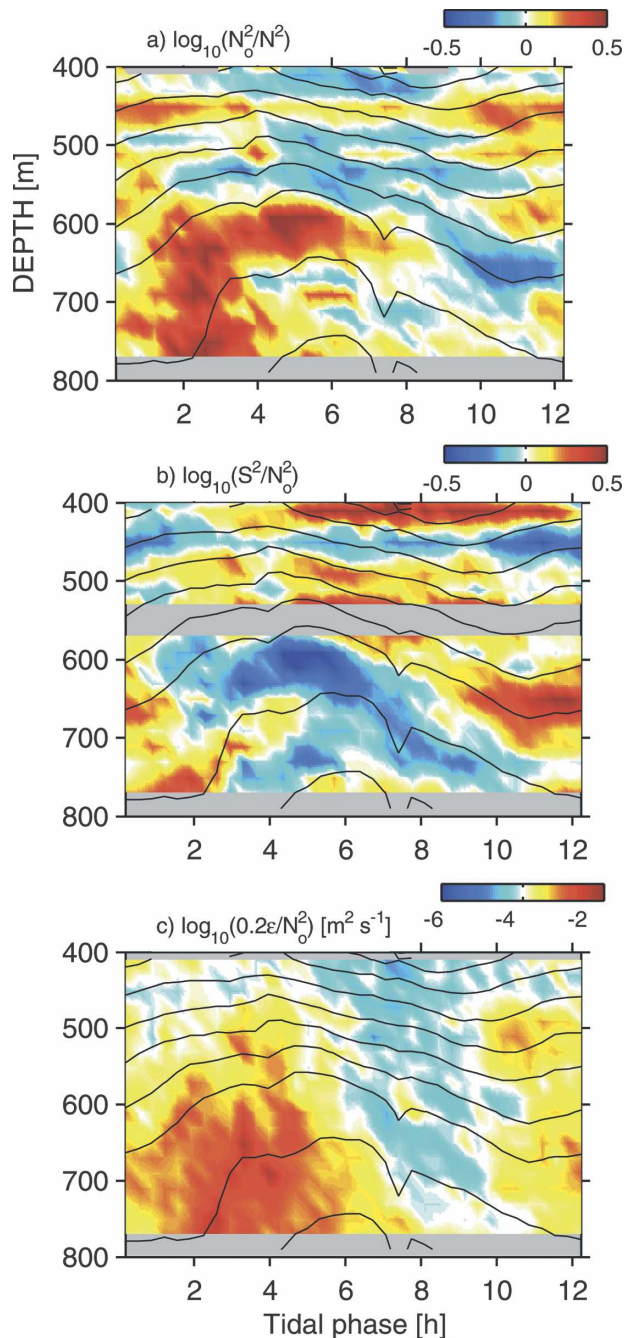 a) log10(No²/N²)
-0.5 0 0.5
400
500
600
700
800
DEPTH [m]
2 4 6 8 10 12
b) log10(S²/No²)
-0.5 0 0.5
400
500
600
700
800
2 4 6 8 10 12
c) log10(0.2ε/No²) [m² s⁻¹]
-6 -4 -2
400
500
600
700
800
2 4 6 8 10 12
Tidal phase [h]